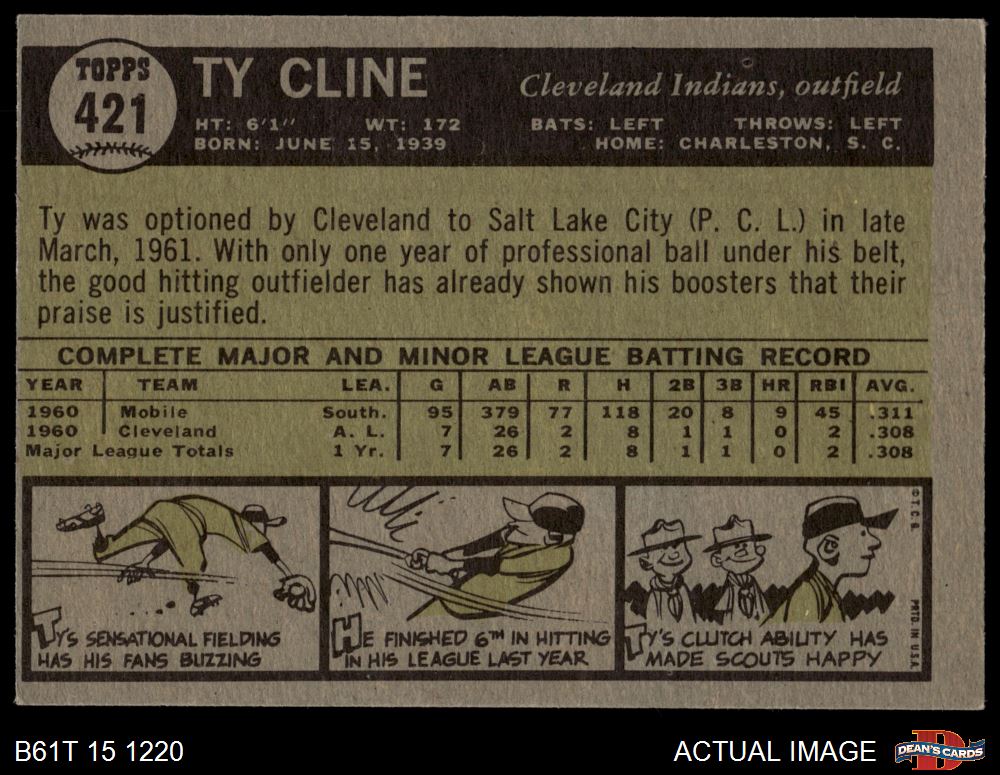 TOPPS
421
TY CLINE
Cleveland Indians, outfield
HT: 6'1" WT: 172 BATS: LEFT THROWS: LEFT
BORN: JUNE 15, 1939 HOME: CHARLESTON, S. C.
Ty was optioned by Cleveland to Salt Lake City (P. C. L.) in late
March, 1961. With only one year of professional ball under his belt,
the good hitting outfielder has already shown his boosters that their
praise is justified.
COMPLETE MAJOR AND MINOR LEAGUE BATTING RECORD
YEAR TEAM LEA. G AB R H 2B 3B HR RBI AVG.
1960 Mobile South. 95 379 77 118 20 8 9 45 .311
1960 Cleveland A. L. 7 26 2 8 1 1 0 2 .308
Major League Totals 1 Yr. 7 26 2 8 1 1 0 2 .308
TY'S SENSATIONAL FIELDING
HAS HIS FANS BUZZING
HE FINISHED 6TH IN HITTING
IN HIS LEAGUE LAST YEAR
TY'S CLUTCH ABILITY HAS
MADE SCOUTS HAPPY
© T. C. G.
PRTD. IN U.S.A.
B61T 15 1220
ACTUAL IMAGE
D
DEAN'S CARDS